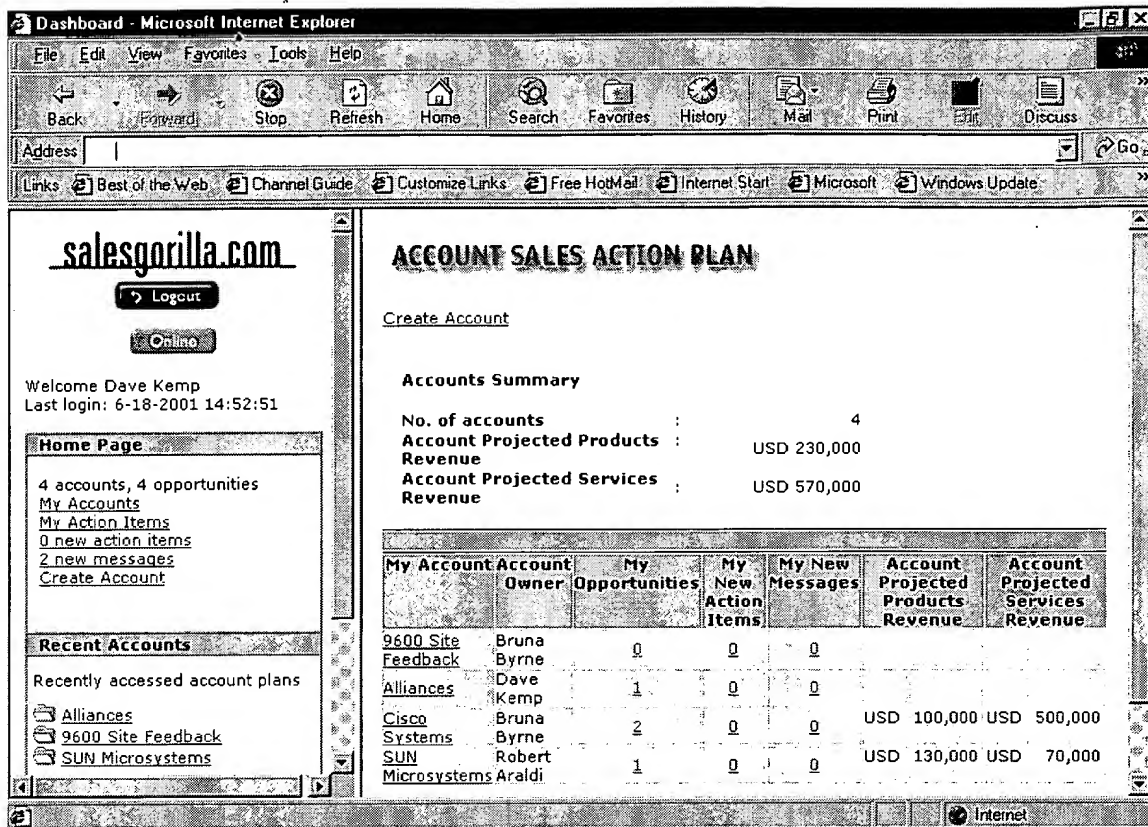 Dashboard - Microsoft Internet Explorer
File Edit View Favorites Tools Help
Back Forward Stop Refresh Home Search Favorites History Mail Print Edit Discuss »
Address Go
Links Best of the Web Channel Guide Customize Links Free HotMail Internet Start Microsoft Windows Update »
salesgorilla.com
Logout
Online
Welcome Dave Kemp
Last login: 6-18-2001 14:52:51
Home Page
4 accounts, 4 opportunities
My Accounts
My Action Items
0 new action items
2 new messages
Create Account
Recent Accounts
Recently accessed account plans
Alliances
9600 Site Feedback
SUN Microsystems
ACCOUNT SALES ACTION PLAN
Create Account
Accounts Summary
No. of accounts : 4
Account Projected Products : USD 230,000
Revenue
Account Projected Services : USD 570,000
Revenue
My Account Account My My My New Account Account
Owner Opportunities New Messages Projected Projected
Action Products Services
Items Revenue Revenue
9600 Site Bruna 0 0 0
Feedback Byrne
Alliances Dave 1 0 0
Kemp
Cisco Bruna 2 0 0 USD 100,000 USD 500,000
Systems Byrne
SUN Robert 1 0 0 USD 130,000 USD 70,000
Microsystems Araldi
Internet